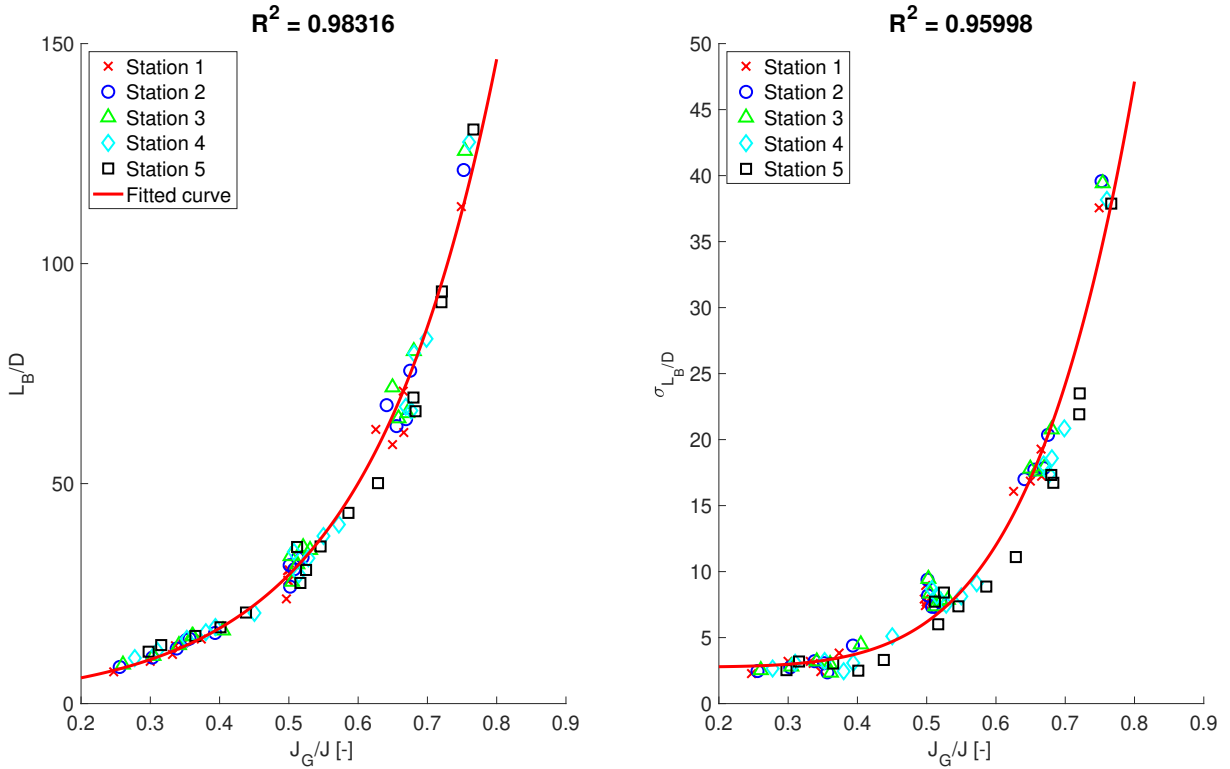 R² = 0.98316
150
100
50
0
L_B/D
Station 1
Station 2
Station 3
Station 4
Station 5
Fitted curve
0.2 0.3 0.4 0.5 0.6 0.7 0.8 0.9
J_G/J [-]
R² = 0.95998
50
45
40
35
30
25
20
15
10
5
0
σ_{L_B/D}
Station 1
Station 2
Station 3
Station 4
Station 5
0.2 0.3 0.4 0.5 0.6 0.7 0.8 0.9
J_G/J [-]